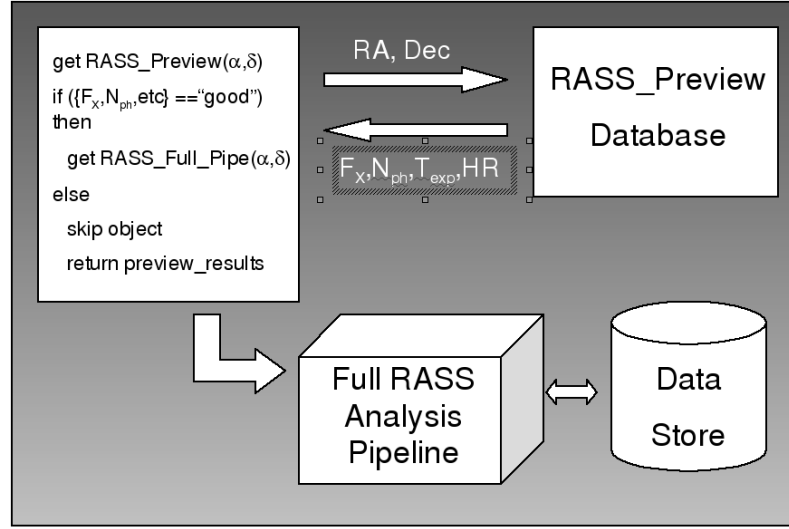 get RASS_Preview(α,δ)
if ({F_X,N_ph,etc} ==“good”)
then
get RASS_Full_Pipe(α,δ)
else
skip object
return preview_results
RA, Dec
F_X,N_ph,T_exp,HR
RASS_Preview
Database
Full RASS
Analysis
Pipeline
Data
Store